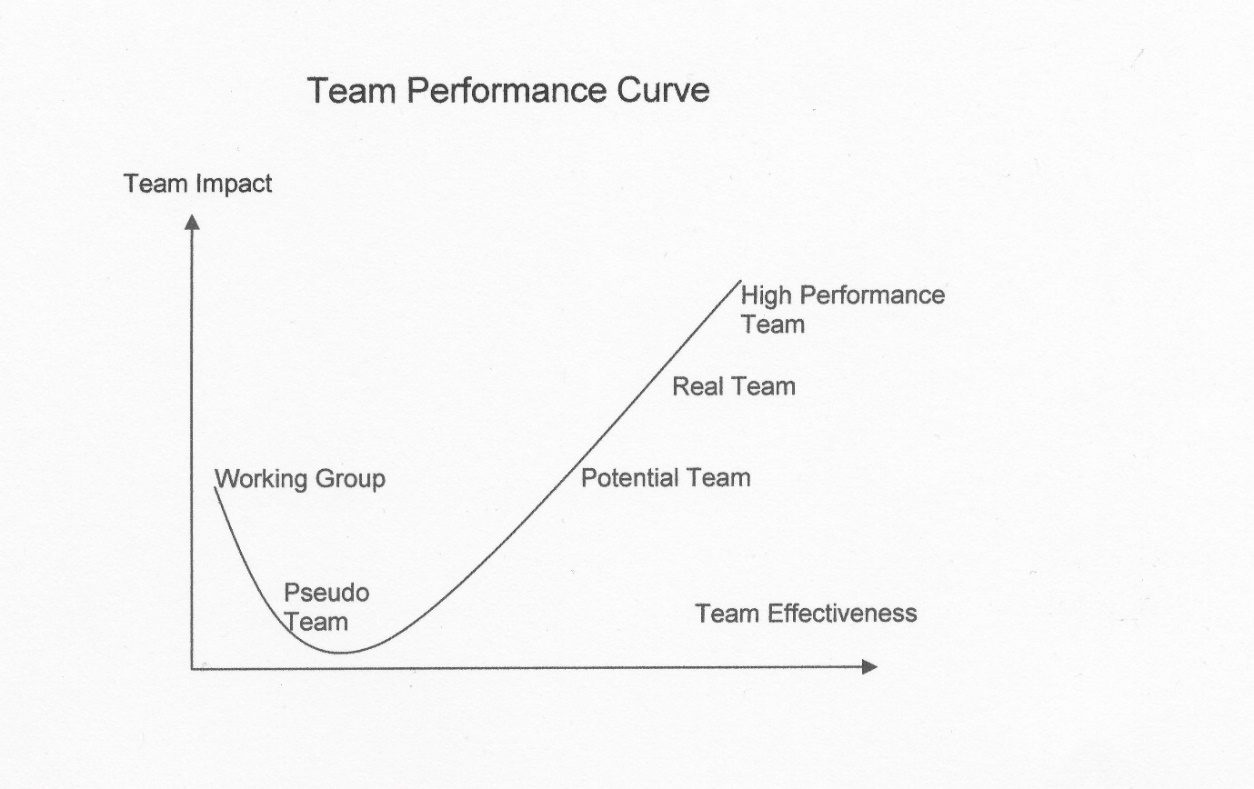 Team Performance Curve
Team Impact
High Performance
Team
Real Team
Working Group
Potential Team
Pseudo
Team
Team Effectiveness